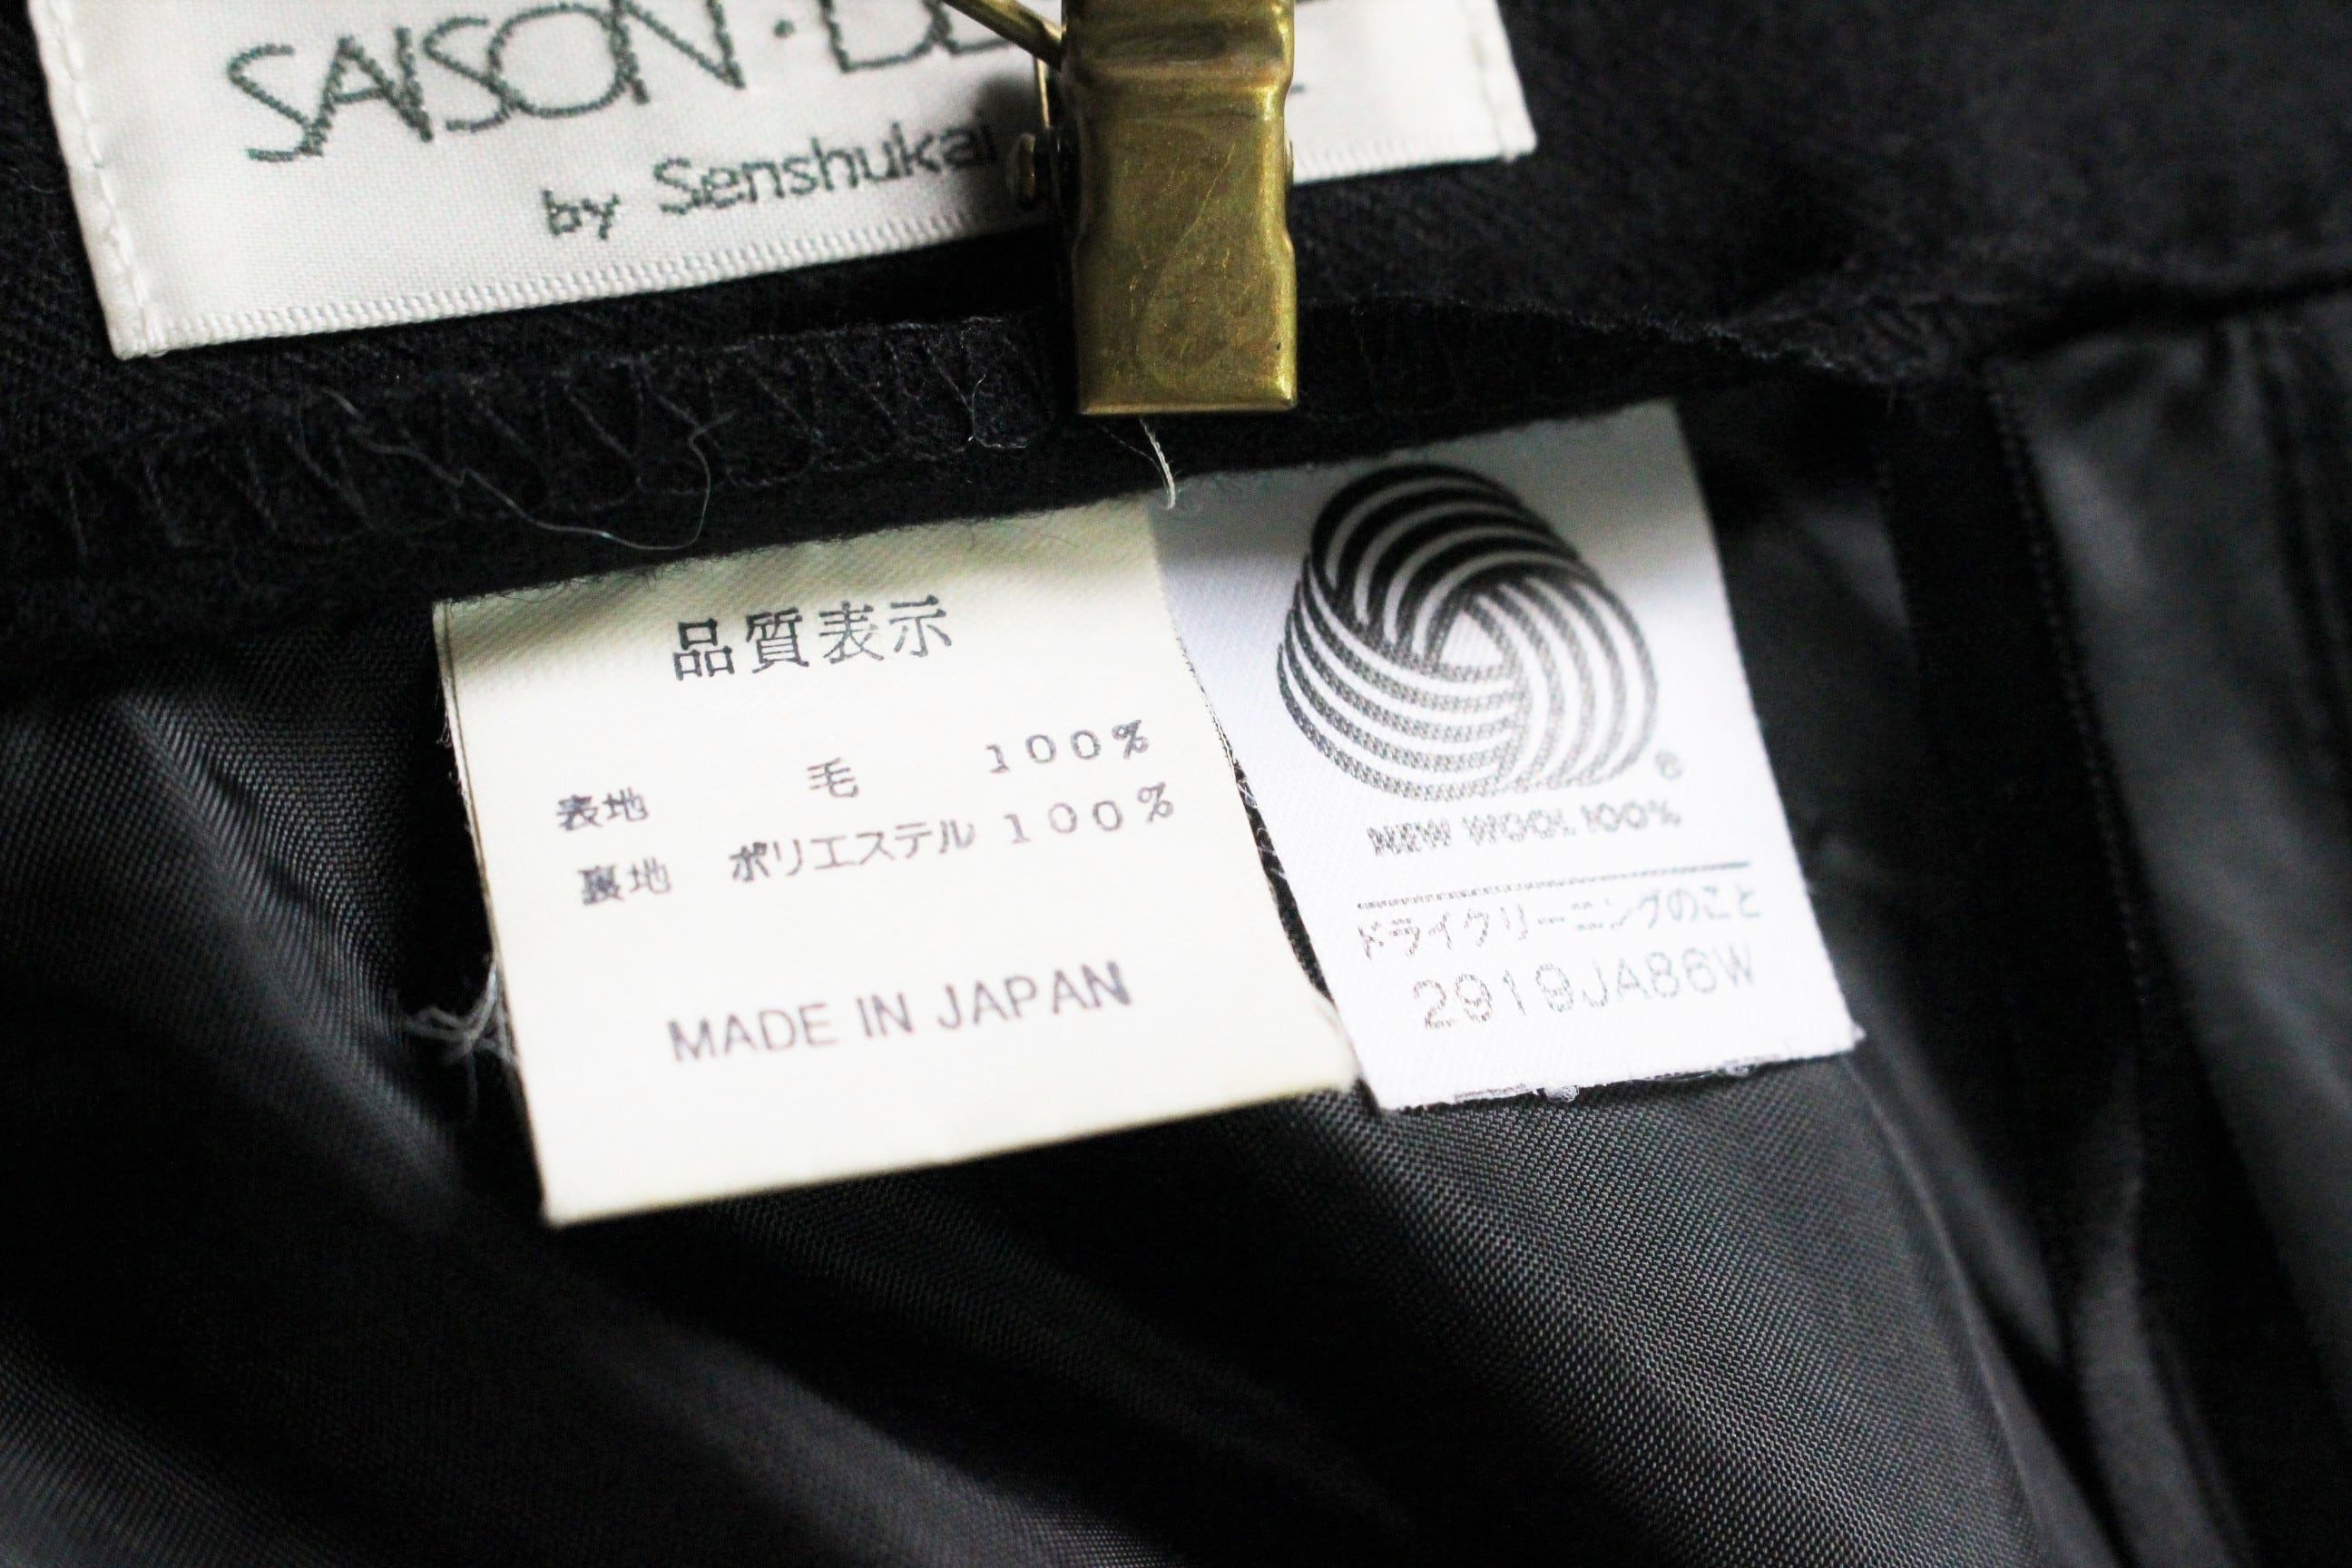 SAISON・DE
by Senshukai
品質表示
表地 毛 100%
裏地 ポリエステル 100%
MADE IN JAPAN
®
NEW WOOL 100%
ドライクリーニングのこと
2919JA86W